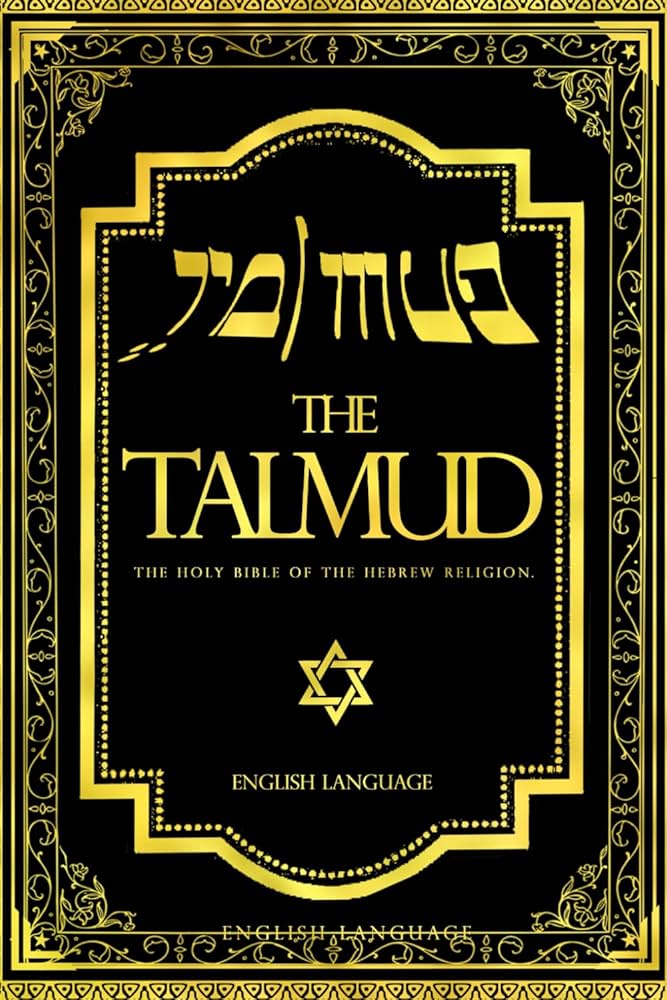 THE
TALMUD
THE HOLY BIBLE OF THE HEBREW RELIGION.
ENGLISH LANGUAGE
ENGLISH LANGUAGE